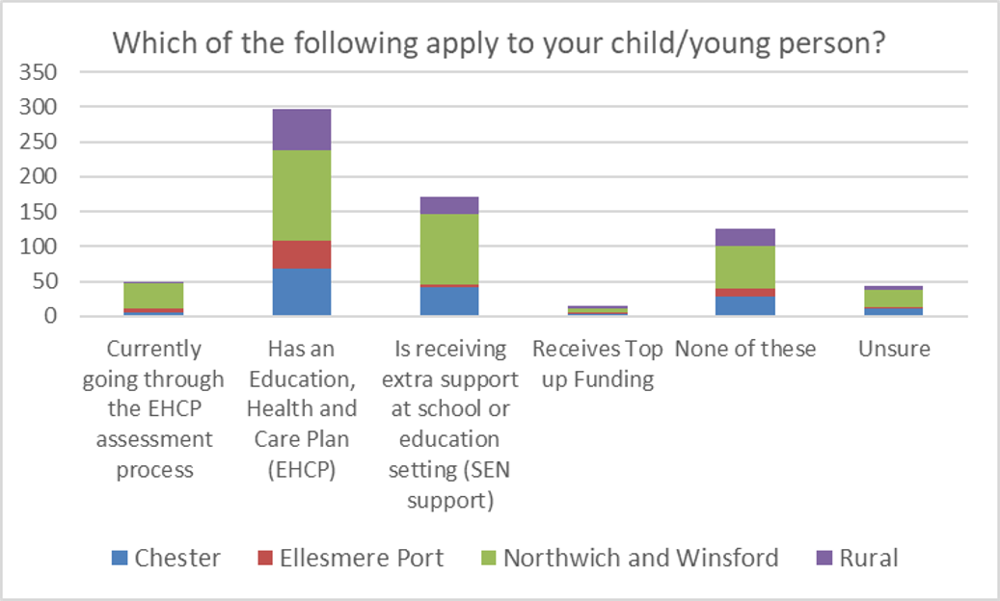 Which of the following apply to your child/young person?
350
300
250
200
150
100
50
0
Currently
going through
the EHCP
assessment
process
Has an
Education,
Health and
Care Plan
(EHCP)
Is receiving
extra support
at school or
education
setting (SEN
support)
Receives Top
up Funding
None of these
Unsure
Chester
Ellesmere Port
Northwich and Winsford
Rural